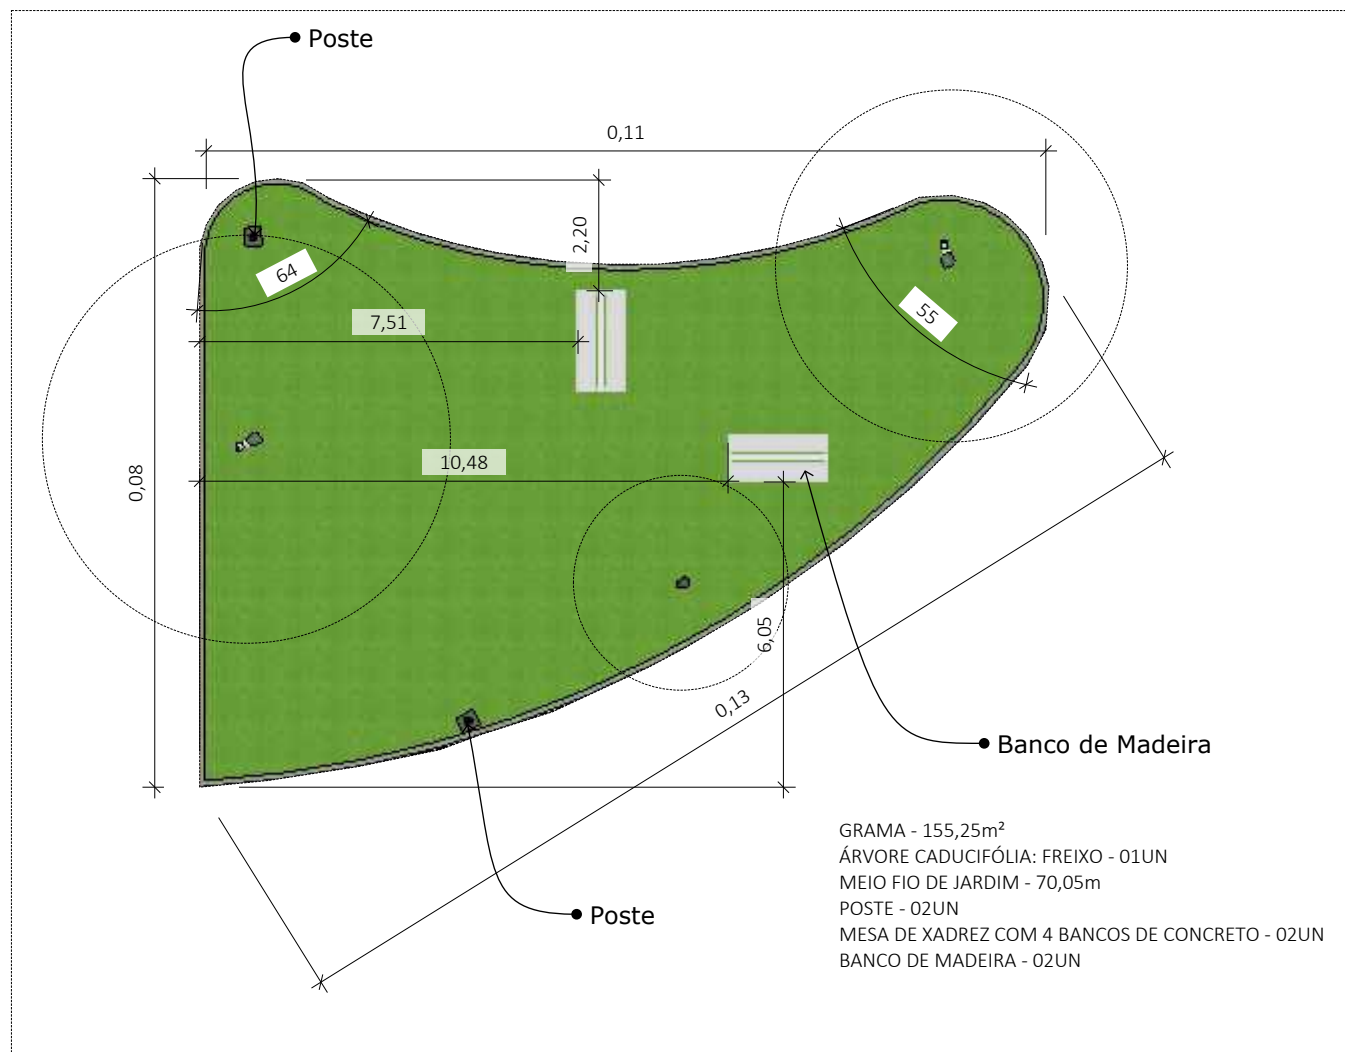 Poste
0,11
2,20
64
55
7,51
10,48
0,08
6,05
0,13
Banco de Madeira
Poste
GRAMA - 155,25m²
ÁRVORE CADUCIFÓLIA: FREIXO - 01UN
MEIO FIO DE JARDIM - 70,05m
POSTE - 02UN
MESA DE XADREZ COM 4 BANCOS DE CONCRETO - 02UN
BANCO DE MADEIRA - 02UN